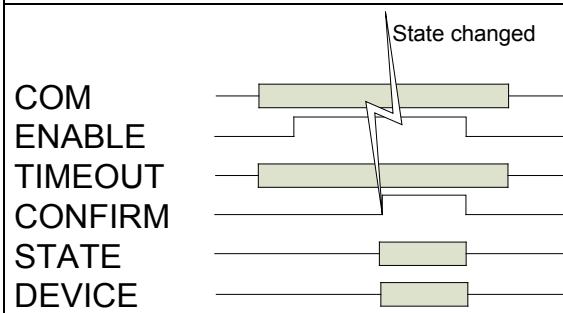 State changed
COM
ENABLE
TIMEOUT
CONFIRM
STATE
DEVICE